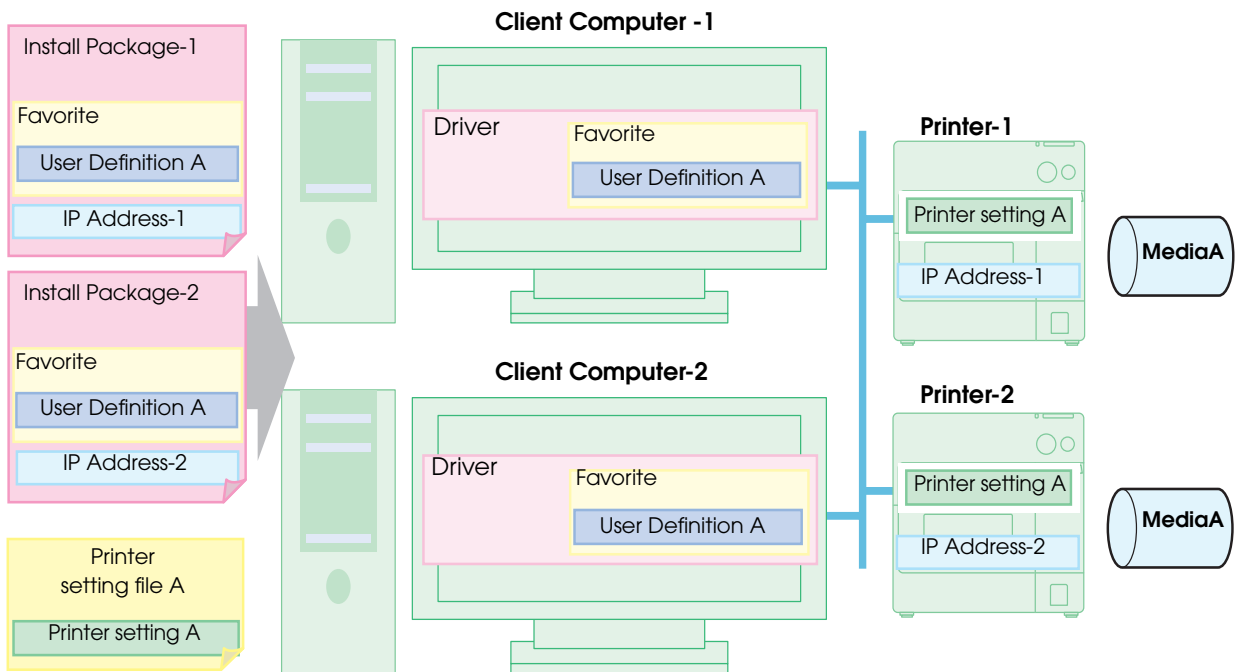 Install Package-1
Favorite
User Definition A
IP Address-1
Install Package-2
Favorite
User Definition A
IP Address-2
Printer
setting file A
Printer setting A
Client Computer -1
Driver
Favorite
User Definition A
Client Computer-2
Driver
Favorite
User Definition A
Printer-1
Printer setting A
IP Address-1
MediaA
Printer-2
Printer setting A
IP Address-2
MediaA